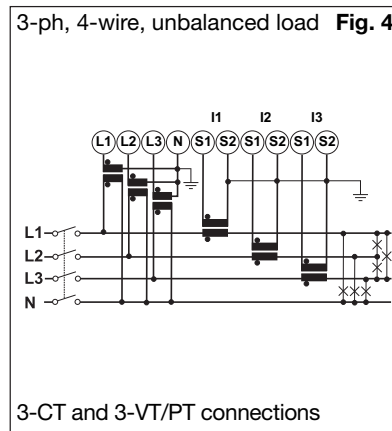 3-ph, 4-wire, unbalanced load Fig. 4
I1 I2 I3
L1 L2 L3 N S1 S2 S1 S2 S1 S2
L1
L2
L3
N
3-CT and 3-VT/PT connections